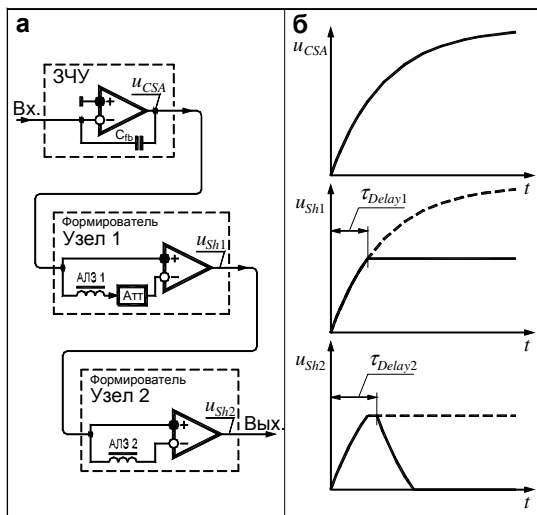 а
ЗЧУ
u_CSA
Вх.
+
−
C_fb
Формирователь
Узел 1
u_Sh1
+
−
АЛЗ 1
Атт
Формирователь
Узел 2
u_Sh2
Вых.
+
−
АЛЗ 2
б
u_CSA
t
u_Sh1
τ_Delay1
t
u_Sh2
τ_Delay2
t